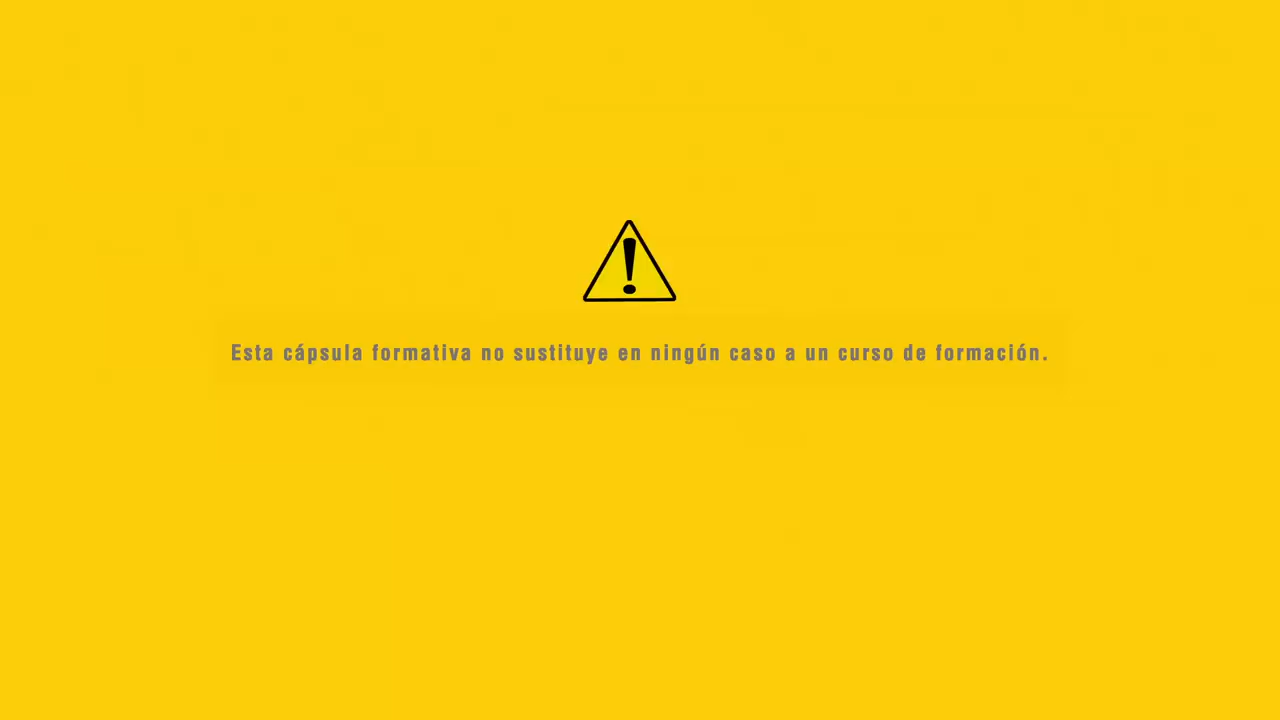 Esta cápsula formativa no sustituye en ningún caso a un curso de formación.